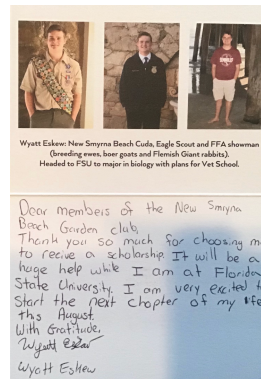 Wyatt Eskew: New Smyrna Beach Cuda, Eagle Scout and FFA showman
(breeding ewes, boer goats and Flemish Giant rabbits).
Headed to FSU to major in biology with plans for Vet School.
Dear members of the New Smyrna
Beach Garden club,
Thank you so much for choosing m
to recive a scholarship. It will be a
huge help while I am at Florida
State University. I am very excited t
Start the next chapter of my life
this August.
With Gratitude,
Wyatt Eskew
Wyatt Eskew